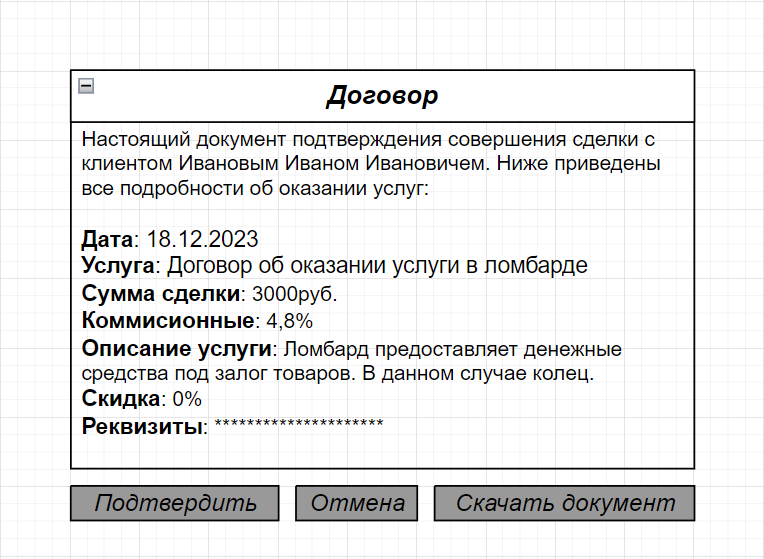 Договор
Настоящий документ подтверждения совершения сделки с
клиентом Ивановым Иваном Ивановичем. Ниже приведены
все подробности об оказании услуг:
Дата: 18.12.2023
Услуга: Договор об оказании услуги в ломбарде
Сумма сделки: 3000руб.
Коммисионные: 4,8%
Описание услуги: Ломбард предоставляет денежные
средства под залог товаров. В данном случае колец.
Скидка: 0%
Реквизиты: *********************
Подтвердить Отмена Скачать документ